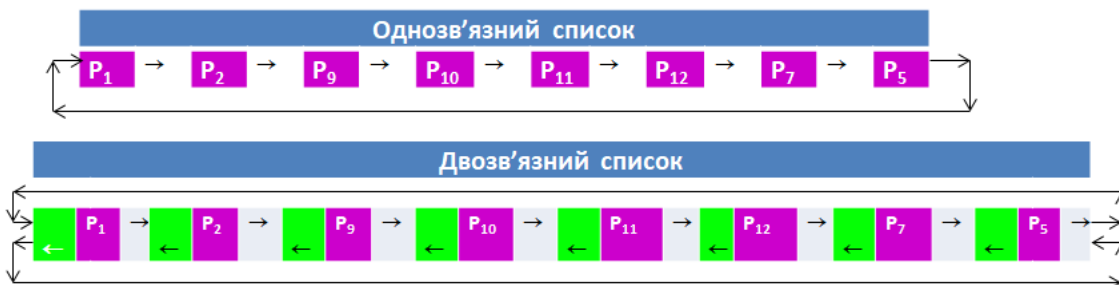 Однозв'язний список
P1 → P2 → P9 → P10 → P11 → P12 → P7 → P5
Двозв'язний список
← P1 → ← P2 → ← P9 → ← P10 → ← P11 → ← P12 → ← P7 → ← P5 →